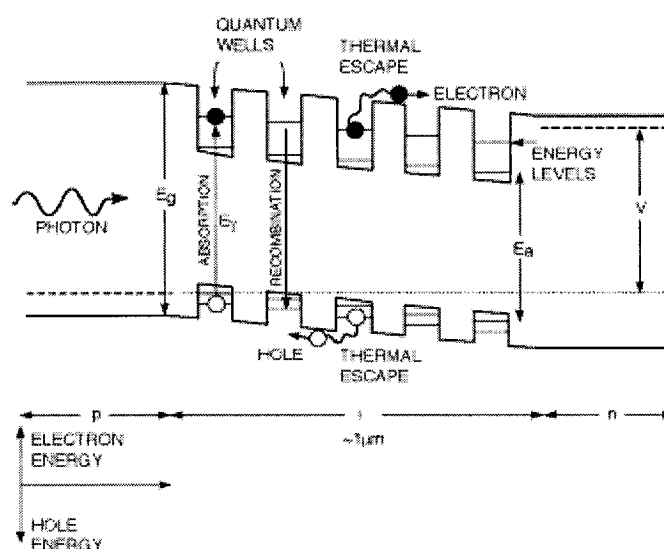 QUANTUM
WELLS
THERMAL
ESCAPE
ELECTRON
ENERGY
LEVELS
PHOTON
Eg
ABSORPTION
RECOMBINATION
Ea
V
HOLE
THERMAL
ESCAPE
p
i
n
~1μm
ELECTRON
ENERGY
HOLE
ENERGY